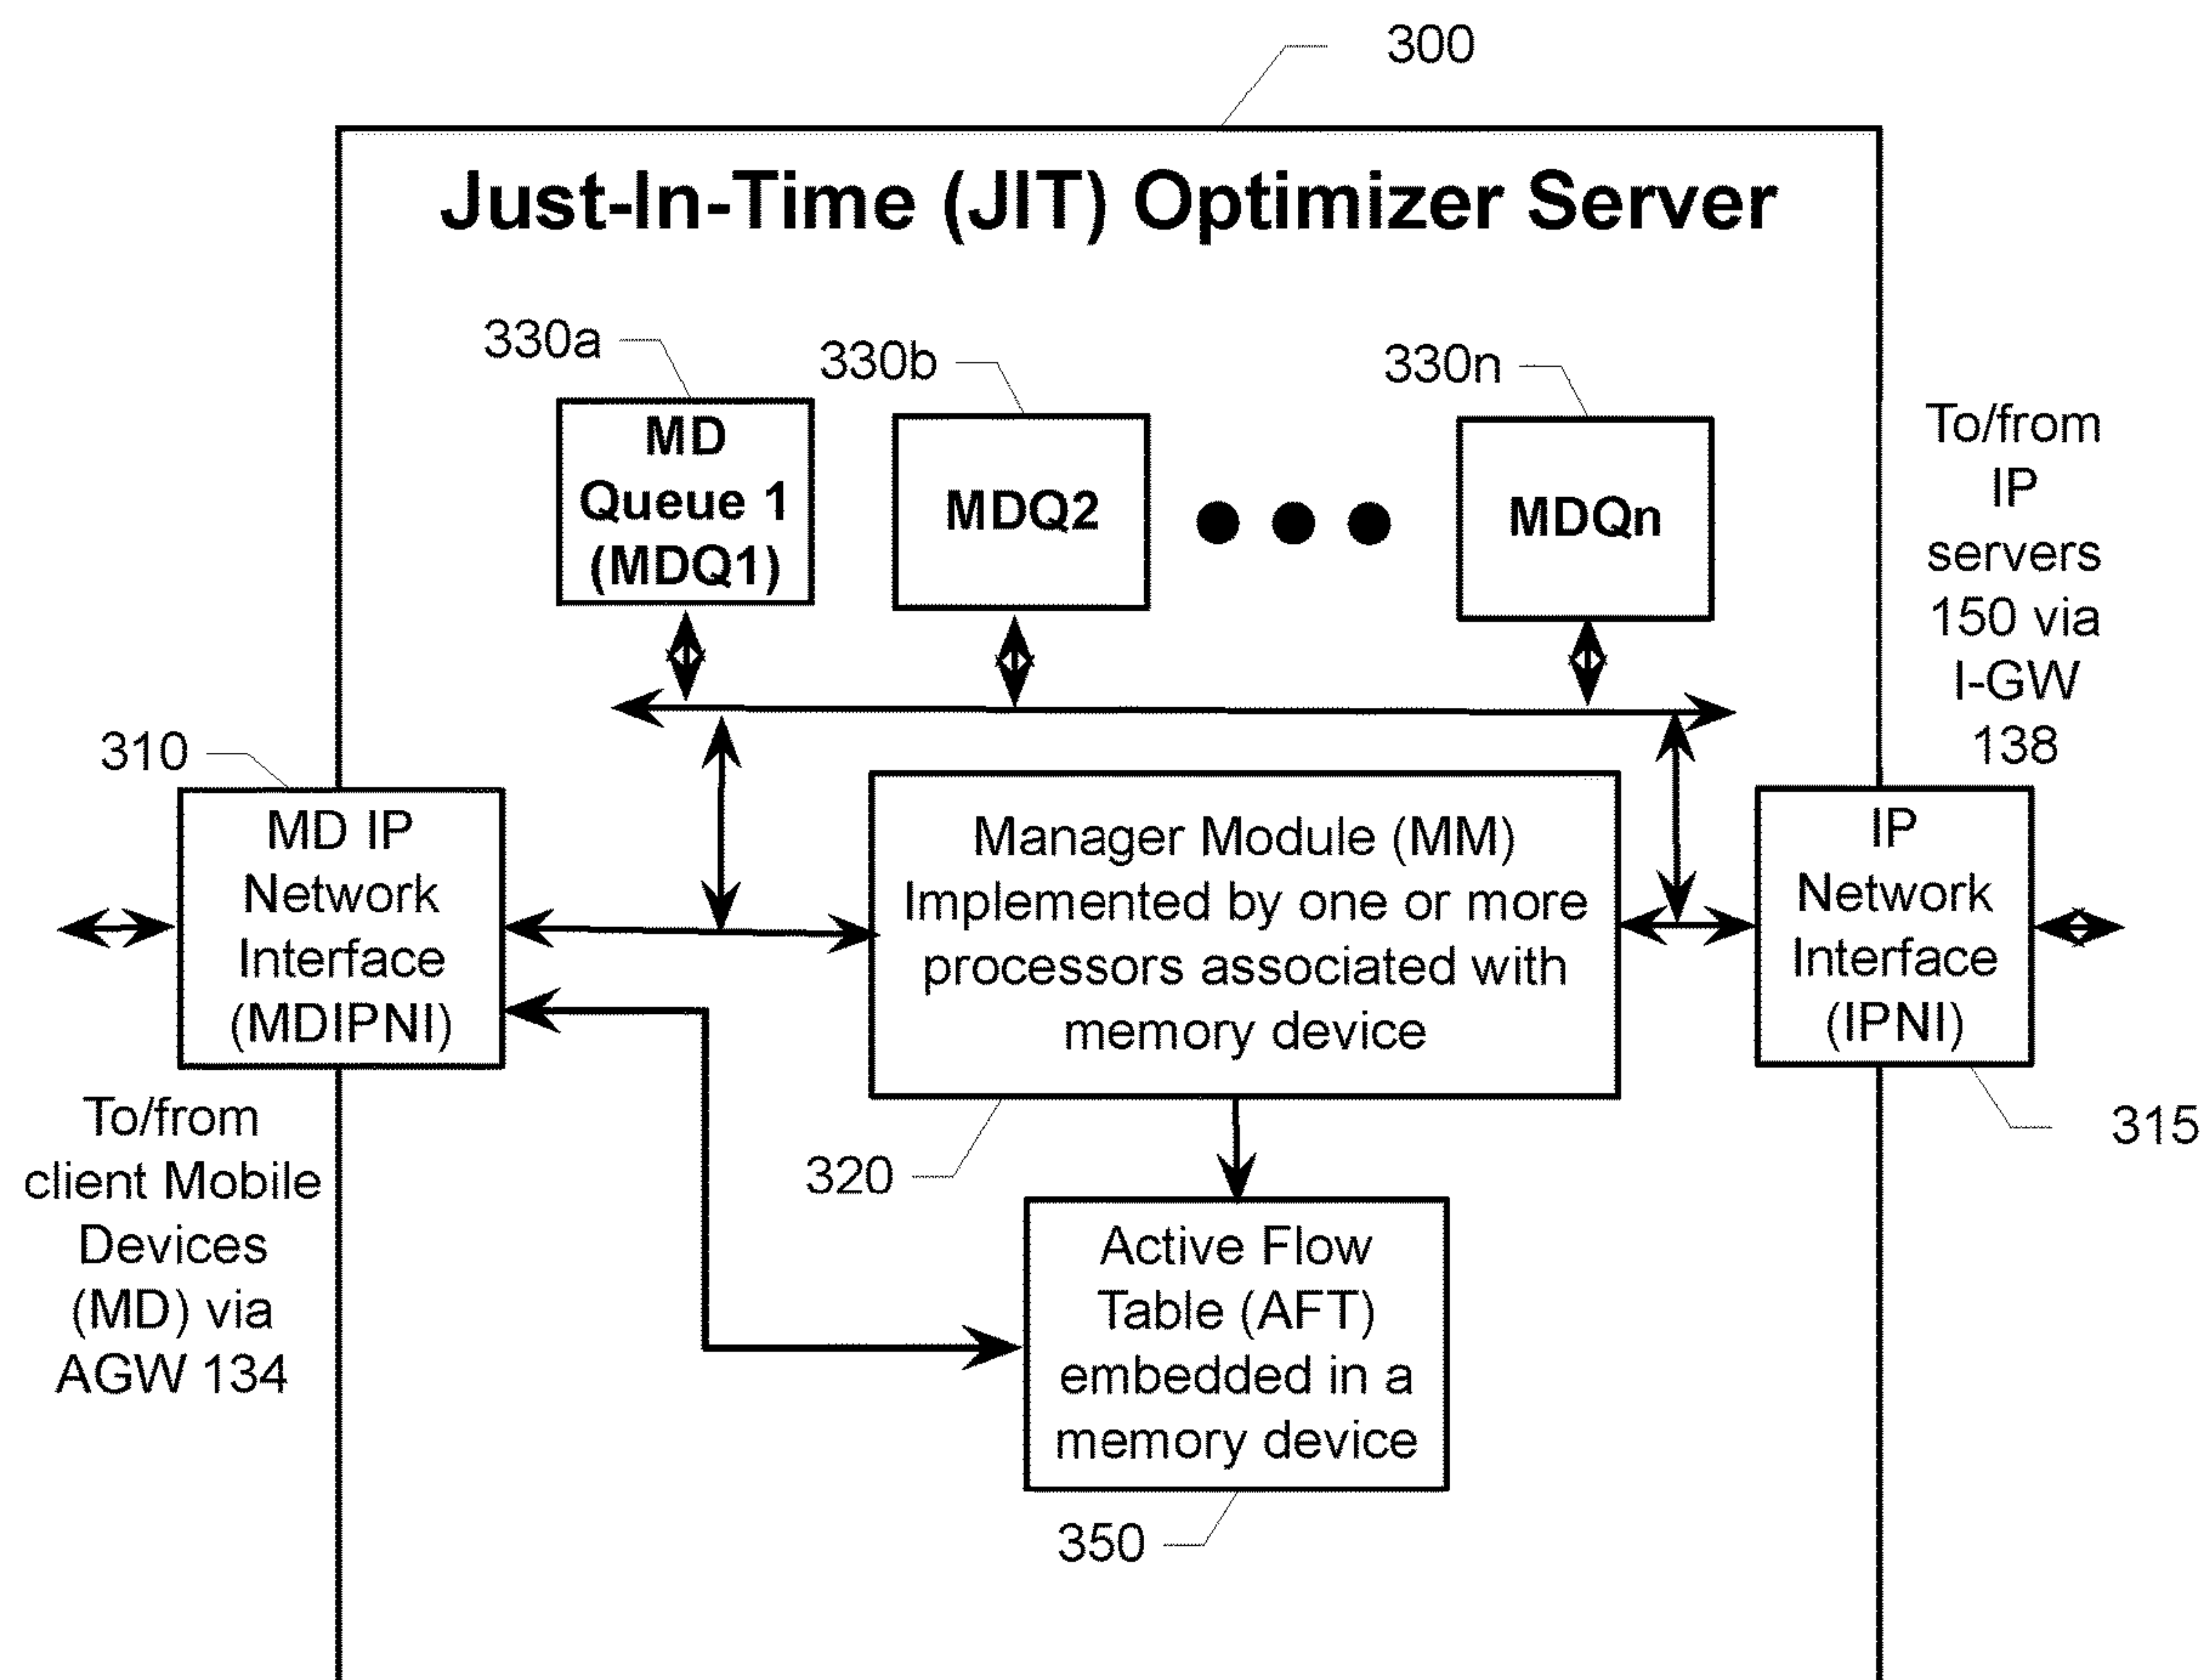 300
Just-In-Time (JIT) Optimizer Server
330a
330b
330n
MD
Queue 1
(MDQ1)
MDQ2
MDQn
To/from
IP
servers
150 via
I-GW
138
310
MD IP
Network
Interface
(MDIPNI)
Manager Module (MM)
Implemented by one or more
processors associated with
memory device
IP
Network
Interface
(IPNI)
To/from
client Mobile
Devices
(MD) via
AGW 134
320
315
Active Flow
Table (AFT)
embedded in a
memory device
350